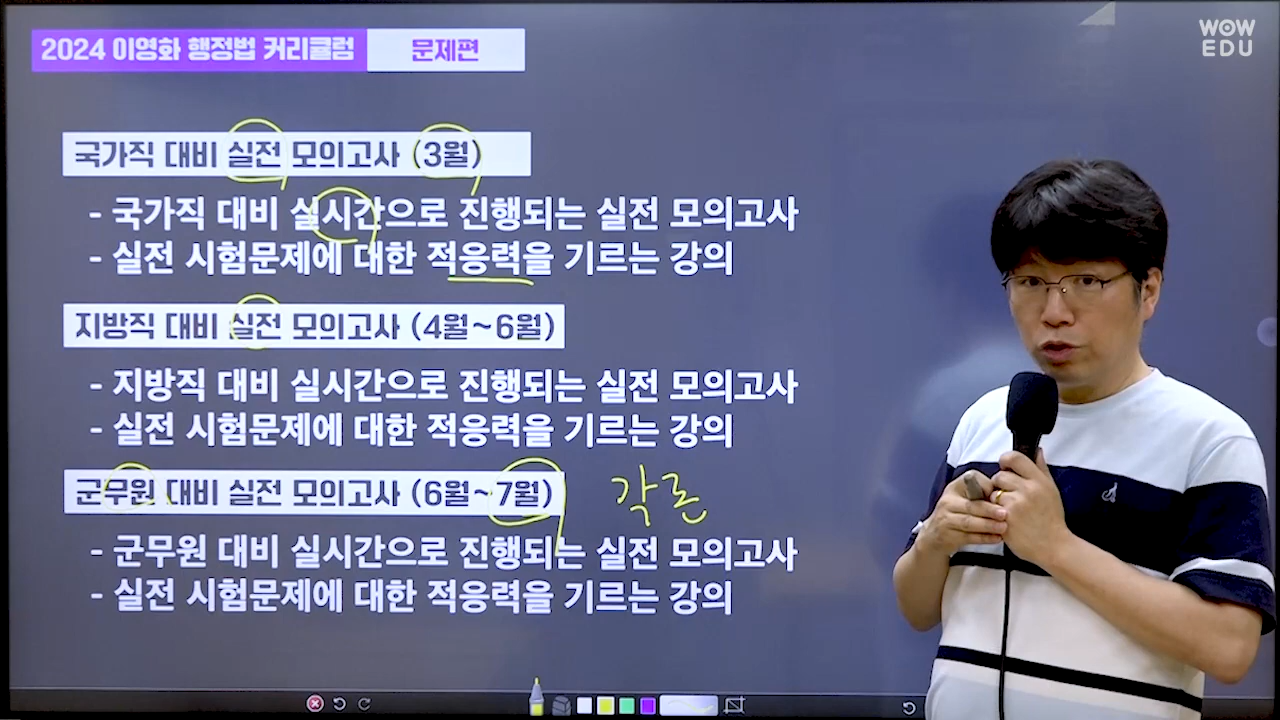 2024 이영화 행정법 커리큘럼 문제편
WOW
EDU
국가직 대비 실전 모의고사 (3월)
- 국가직 대비 실시간으로 진행되는 실전 모의고사
- 실전 시험문제에 대한 적응력을 기르는 강의
지방직 대비 실전 모의고사 (4월~6월)
- 지방직 대비 실시간으로 진행되는 실전 모의고사
- 실전 시험문제에 대한 적응력을 기르는 강의
군무원 대비 실전 모의고사 (6월~7월) 각론
- 군무원 대비 실시간으로 진행되는 실전 모의고사
- 실전 시험문제에 대한 적응력을 기르는 강의